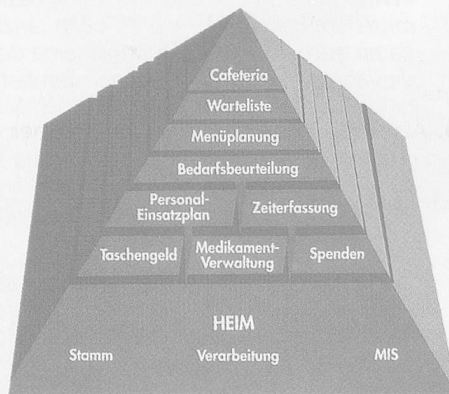 Cafeteria
Warteliste
Menüplanung
Bedarfsbeurteilung
Personal-
Einsatzplan
Zeiterfassung
Taschengeld
Medikament-
Verwaltung
Spenden
HEIM
Stamm
Verarbeitung
MIS